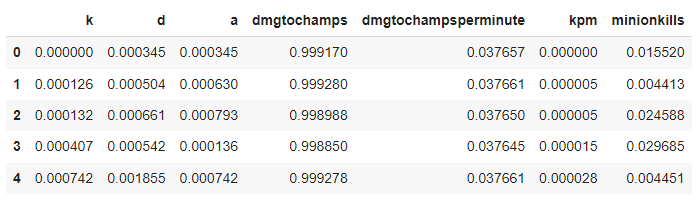 k d a dmgtochamps dmgtochampsperminute kpm minionkills
0 0.000000 0.000345 0.000345 0.999170 0.037657 0.000000 0.015520
1 0.000126 0.000504 0.000630 0.999280 0.037661 0.000005 0.004413
2 0.000132 0.000661 0.000793 0.998988 0.037650 0.000005 0.024588
3 0.000407 0.000542 0.000136 0.998850 0.037645 0.000015 0.029685
4 0.000742 0.001855 0.000742 0.999278 0.037661 0.000028 0.004451